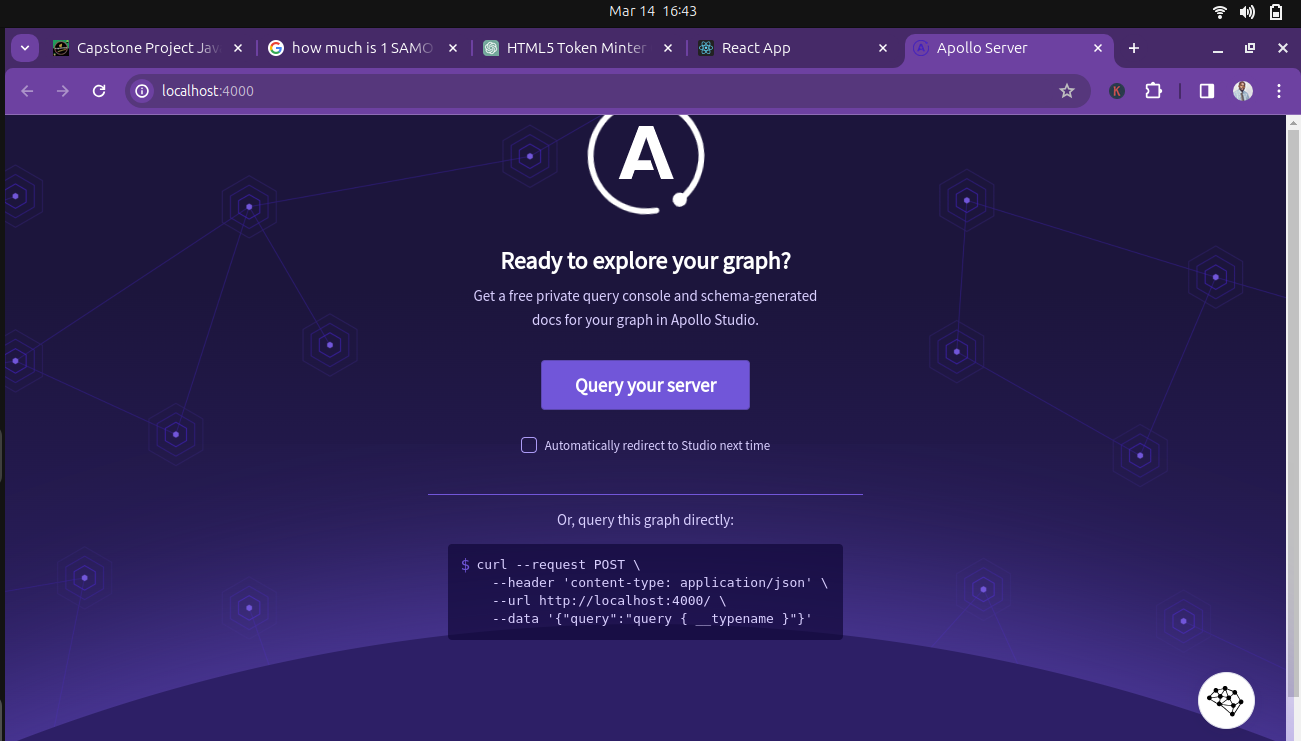 Mar 14 16:43
Capstone Project Jav
how much is 1 SAMO
HTML5 Token Minter
React App
Apollo Server
localhost:4000
K
A
Ready to explore your graph?
Get a free private query console and schema-generated
docs for your graph in Apollo Studio.
Query your server
Automatically redirect to Studio next time
Or, query this graph directly:
$ curl --request POST \
--header 'content-type: application/json' \
--url http://localhost:4000/ \
--data '{"query":"query { __typename }"}'